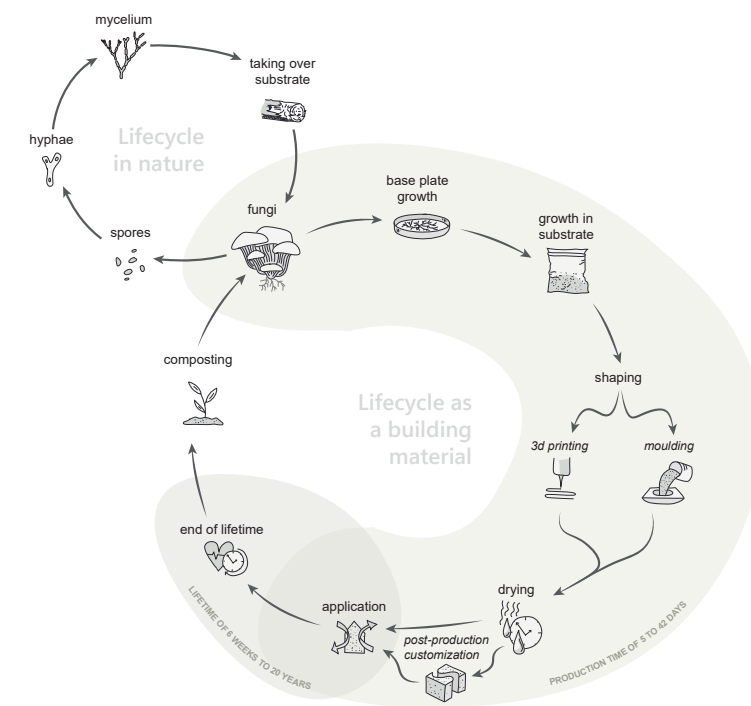 mycelium
taking over
substrate
hyphae
Lifecycle
in nature
spores
fungi
base plate
growth
growth in
substrate
composting
shaping
Lifecycle as
a building
material
3d printing
moulding
end of lifetime
drying
application
post-production
customization
LIFETIME OF 6 WEEKS TO 20 YEARS
PRODUCTION TIME OF 5 TO 42 DAYS